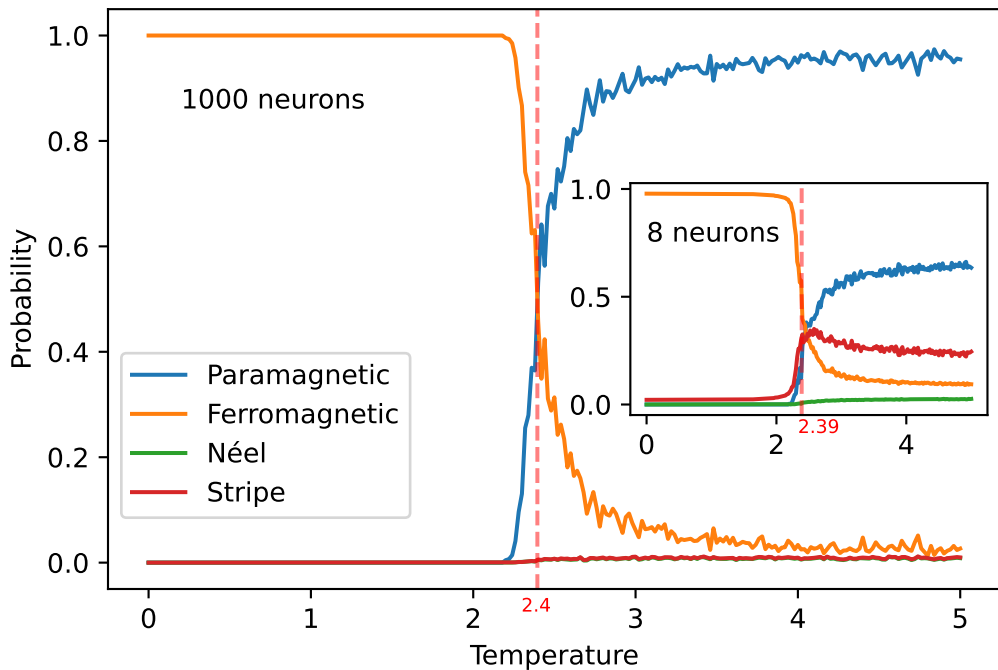 1.0
0.8
0.6
0.4
0.2
0.0
Probability
1000 neurons
Paramagnetic
Ferromagnetic
Néel
Stripe
1.0
0.5
0.0
8 neurons
0
2
4
2.39
0
1
2
3
4
5
2.4
Temperature